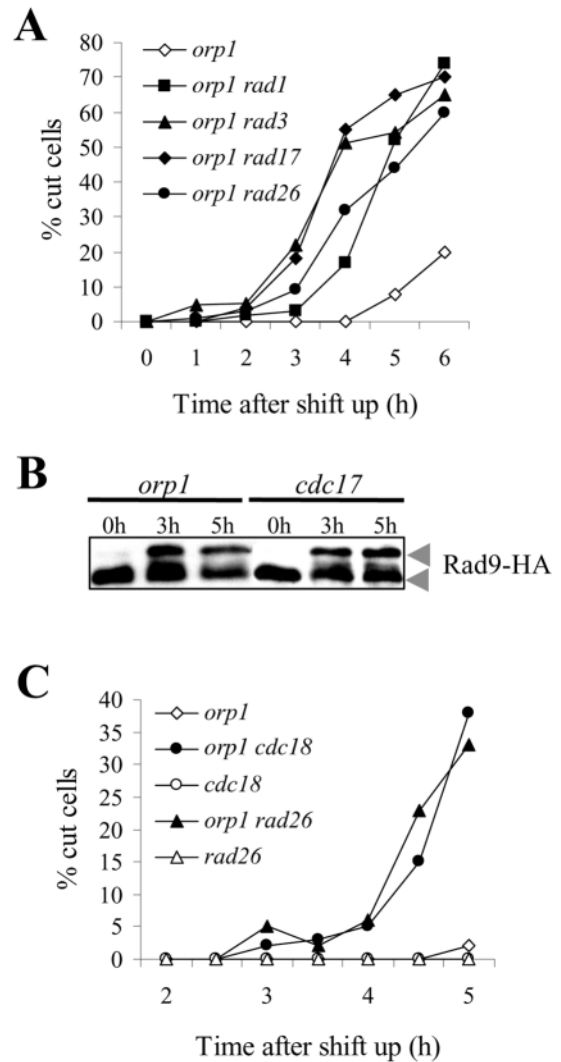 A
80
70
60
50
40
30
20
10
0
% cut cells
orp1
orp1 rad1
orp1 rad3
orp1 rad17
orp1 rad26
0 1 2 3 4 5 6
Time after shift up (h)
B
orp1 cdc17
0h 3h 5h 0h 3h 5h
Rad9-HA
C
40
35
30
25
20
15
10
5
0
% cut cells
orp1
orp1 cdc18
cdc18
orp1 rad26
rad26
2 3 4 5
Time after shift up (h)